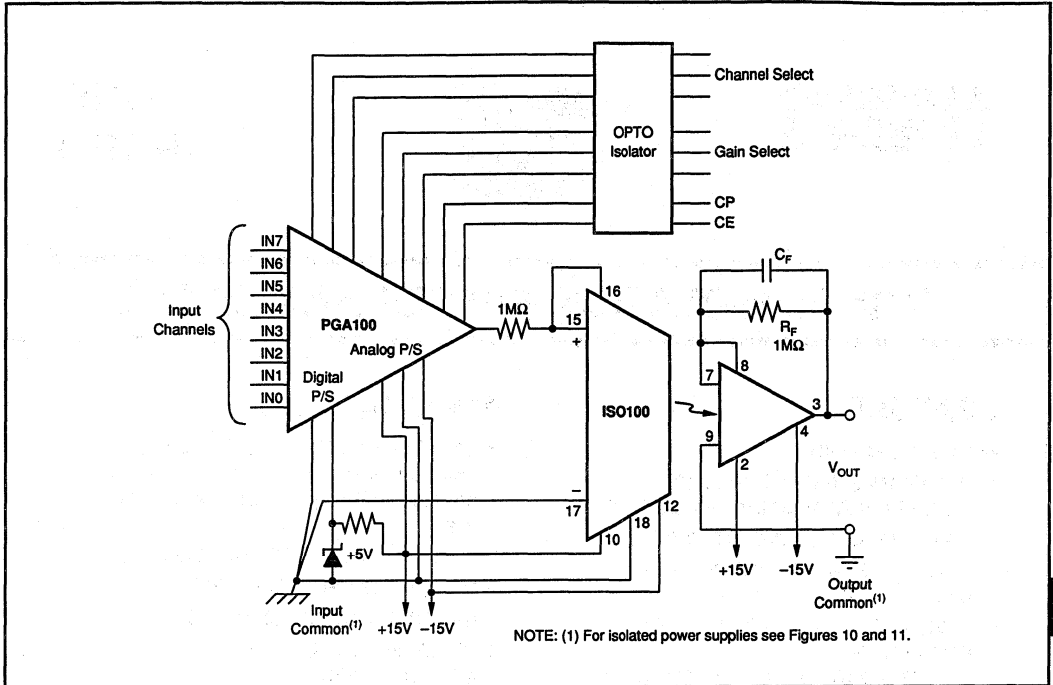 OPTO
Isolator
Channel Select
Gain Select
CP
CE
IN7
IN6
IN5
IN4
IN3
IN2
IN1
IN0
Input
Channels
PGA100
Analog P/S
Digital
P/S
1MΩ
15
+
16
ISO100
–
17
18
12
10
+5V
Input
Common(1)
+15V
–15V
CF
RF
1MΩ
7
8
9
3
4
2
VOUT
+15V
–15V
Output
Common(1)
NOTE: (1) For isolated power supplies see Figures 10 and 11.